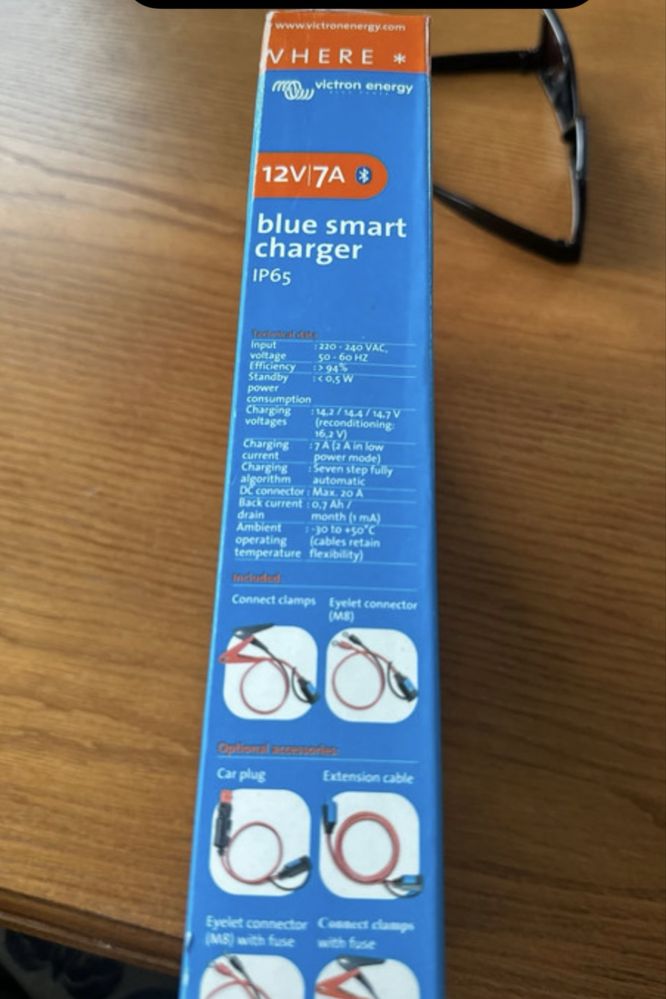 www.victronenergy.com
VHERE *
victron energy
12V|7A
blue smart
charger
IP65
Technical data
Input : 220 - 240 VAC,
voltage 50 - 60 HZ
Efficiency : > 94%
Standby : < 0,5 W
power
consumption
Charging : 14,2 / 14,4 / 14,7 V
voltages (reconditioning:
16,2 V)
Charging : 7 A (2 A in low
current power mode)
Charging : Seven step fully
algorithm automatic
DC connector : Max. 20 A
Back current : 0,7 Ah /
drain month (1 mA)
Ambient : -30 to +50°C
operating (cables retain
temperature flexibility)
Included
Connect clamps
Eyelet connector
(M8)
Optional accessories
Car plug
Extension cable
Eyelet connector
(M8) with fuse
Connect clamps
with fuse